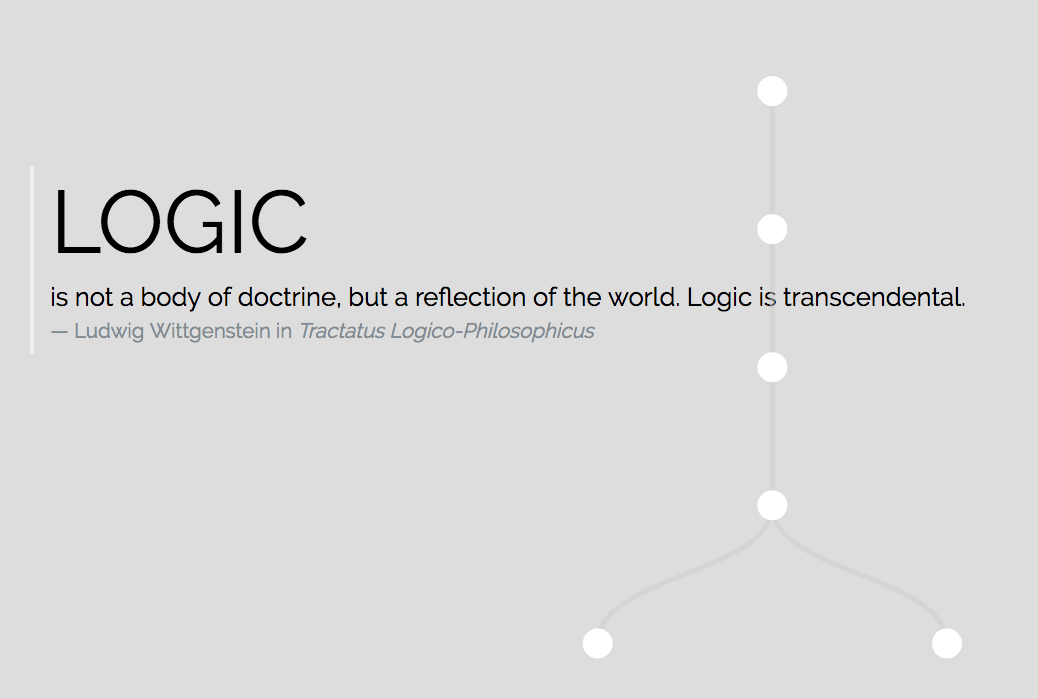 LOGIC
is not a body of doctrine, but a reflection of the world. Logic is transcendental.
— Ludwig Wittgenstein in Tractatus Logico-Philosophicus